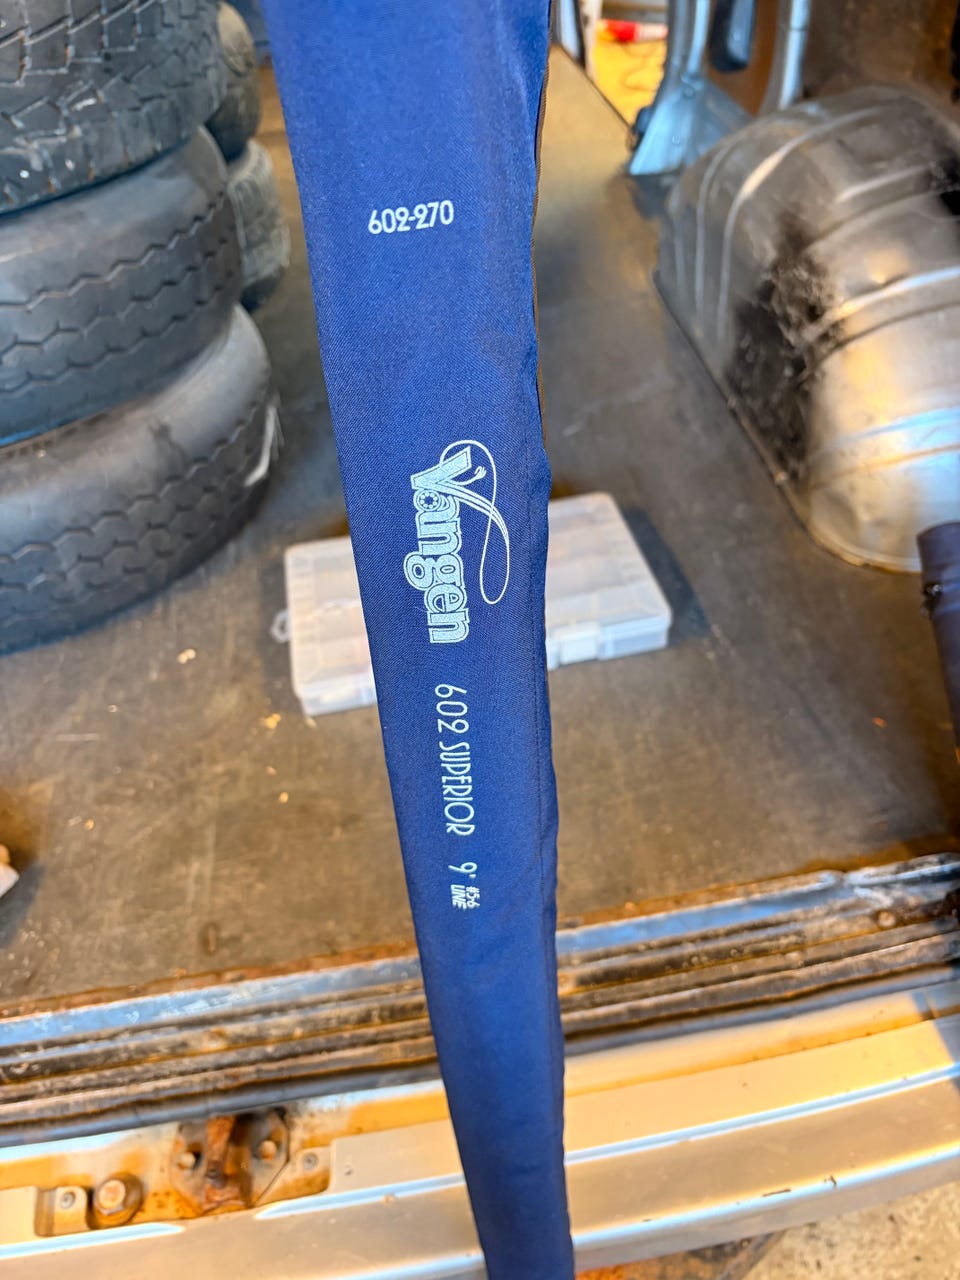 602-270
Vangen
602 SUPERIOR 9' #5-6
LINE